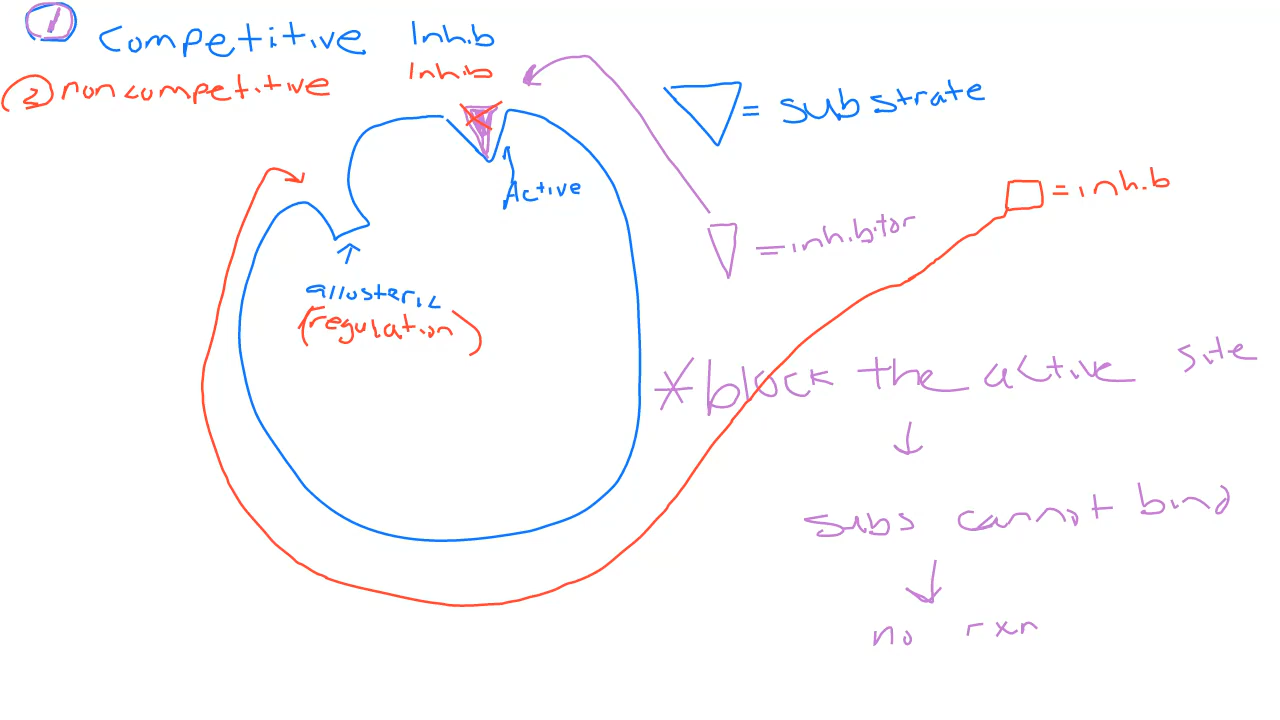 1 Competitive Inhib
2 noncompetitive Inhib
= substrate
Active
= inhib
= inhibitor
allosteric
(regulation)
*block the active site
↓
subs cannot bind
↓
no rxn